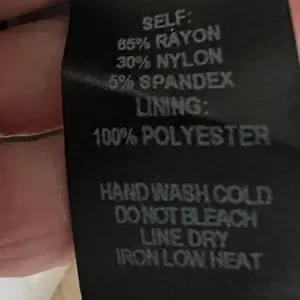 SELF:
65% RAYON
30% NYLON
5% SPANDEX
LINING:
100% POLYESTER
HAND WASH COLD
DO NOT BLEACH
LINE DRY
IRON LOW HEAT